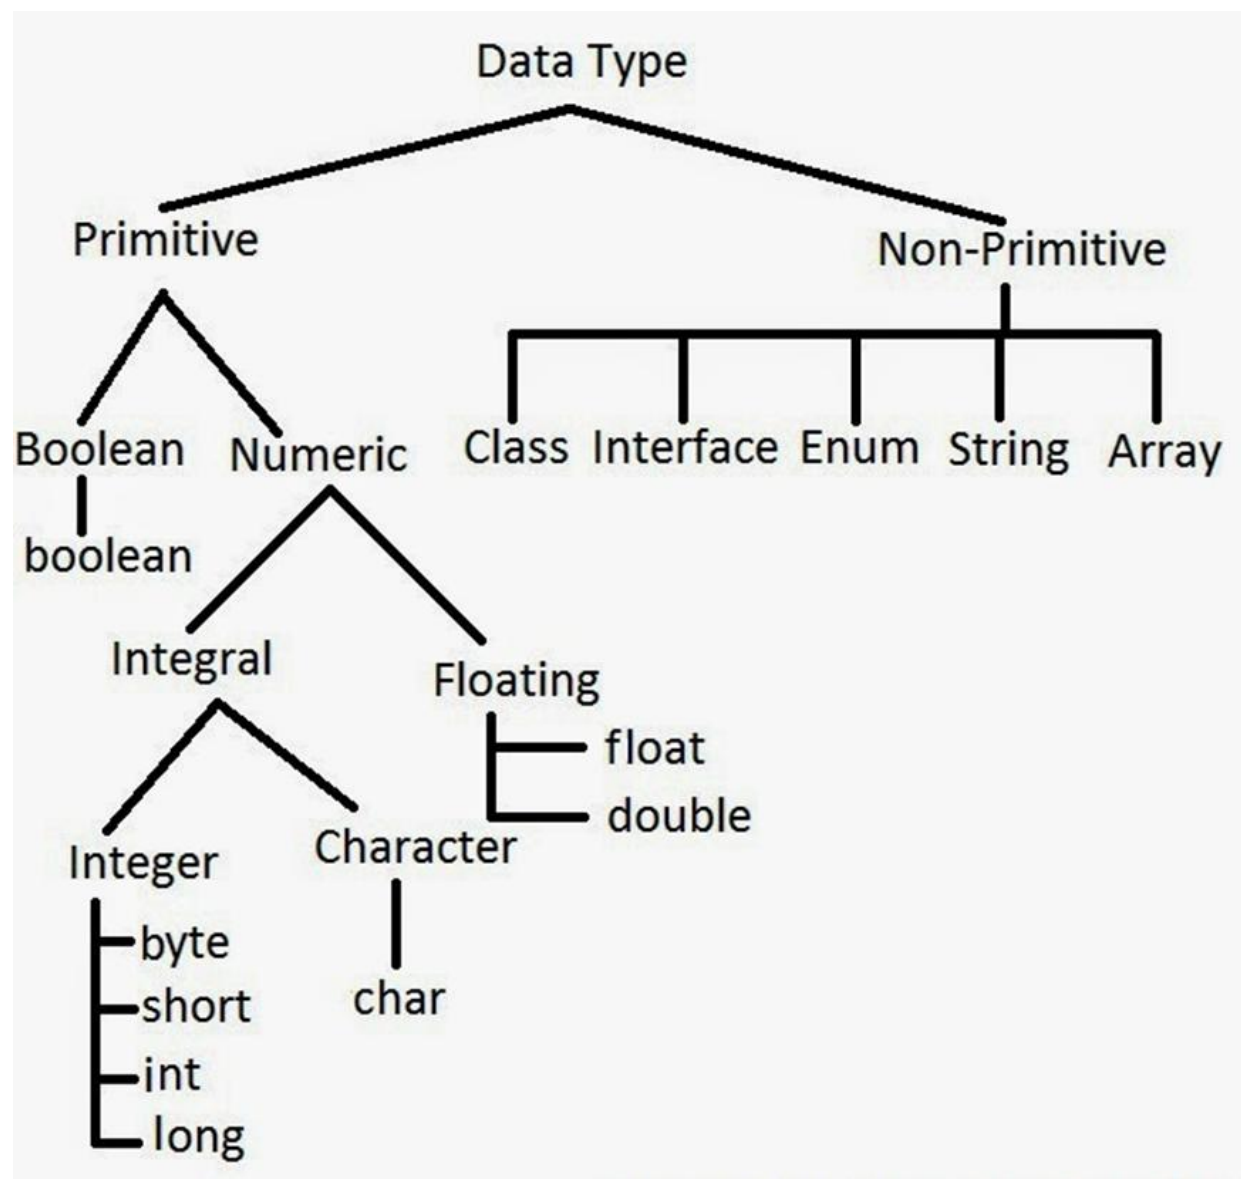 Data Type
Primitive
Non-Primitive
Boolean
Numeric
Class
Interface
Enum
String
Array
boolean
Integral
Floating
float
double
Integer
Character
byte
short
int
long
char